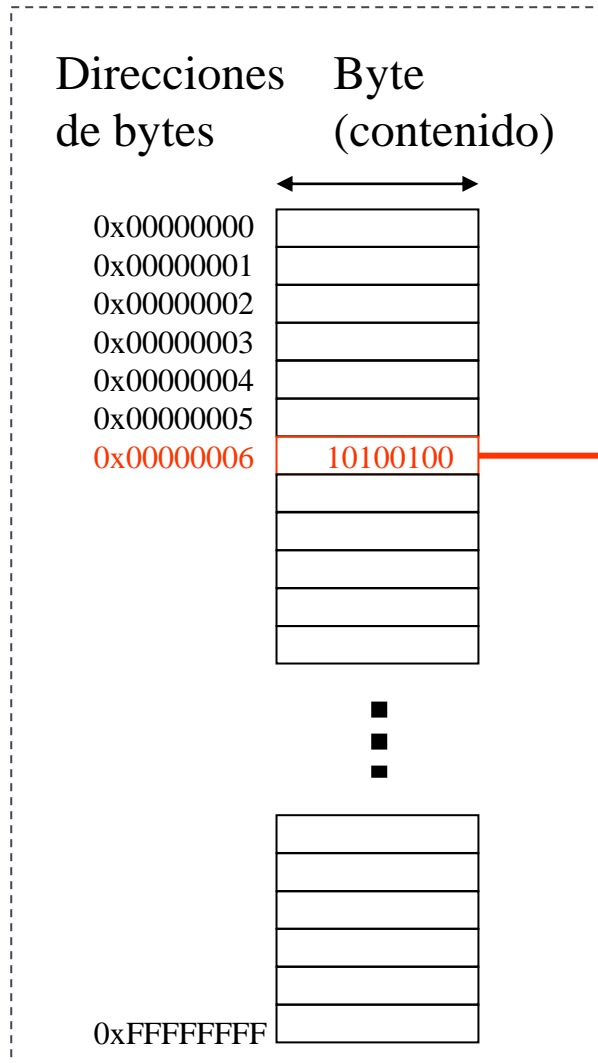 Direcciones Byte
de bytes (contenido)
0x00000000
0x00000001
0x00000002
0x00000003
0x00000004
0x00000005
0x00000006 10100100
0xFFFFFFFF